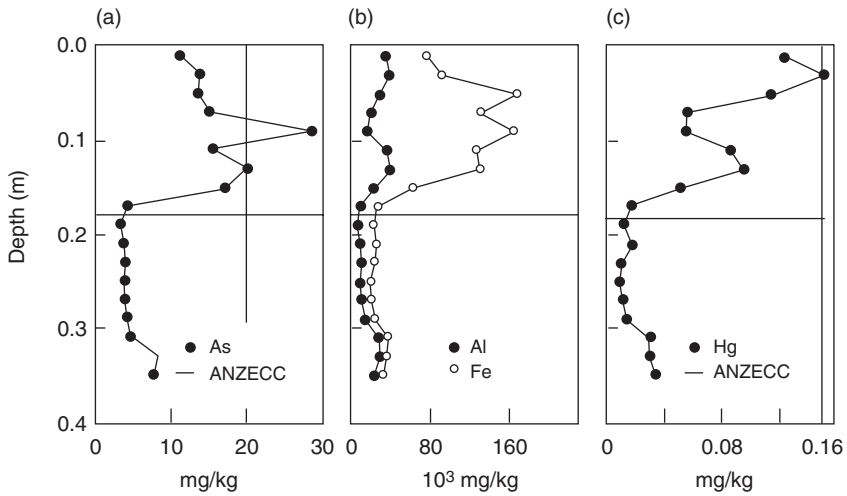 (a)
(b)
(c)
Depth (m)
0.0
0.1
0.2
0.3
0.4
As
ANZECC
0 10 20 30
mg/kg
Al
Fe
0 80 160
10³ mg/kg
Hg
ANZECC
0 0.08 0.16
mg/kg